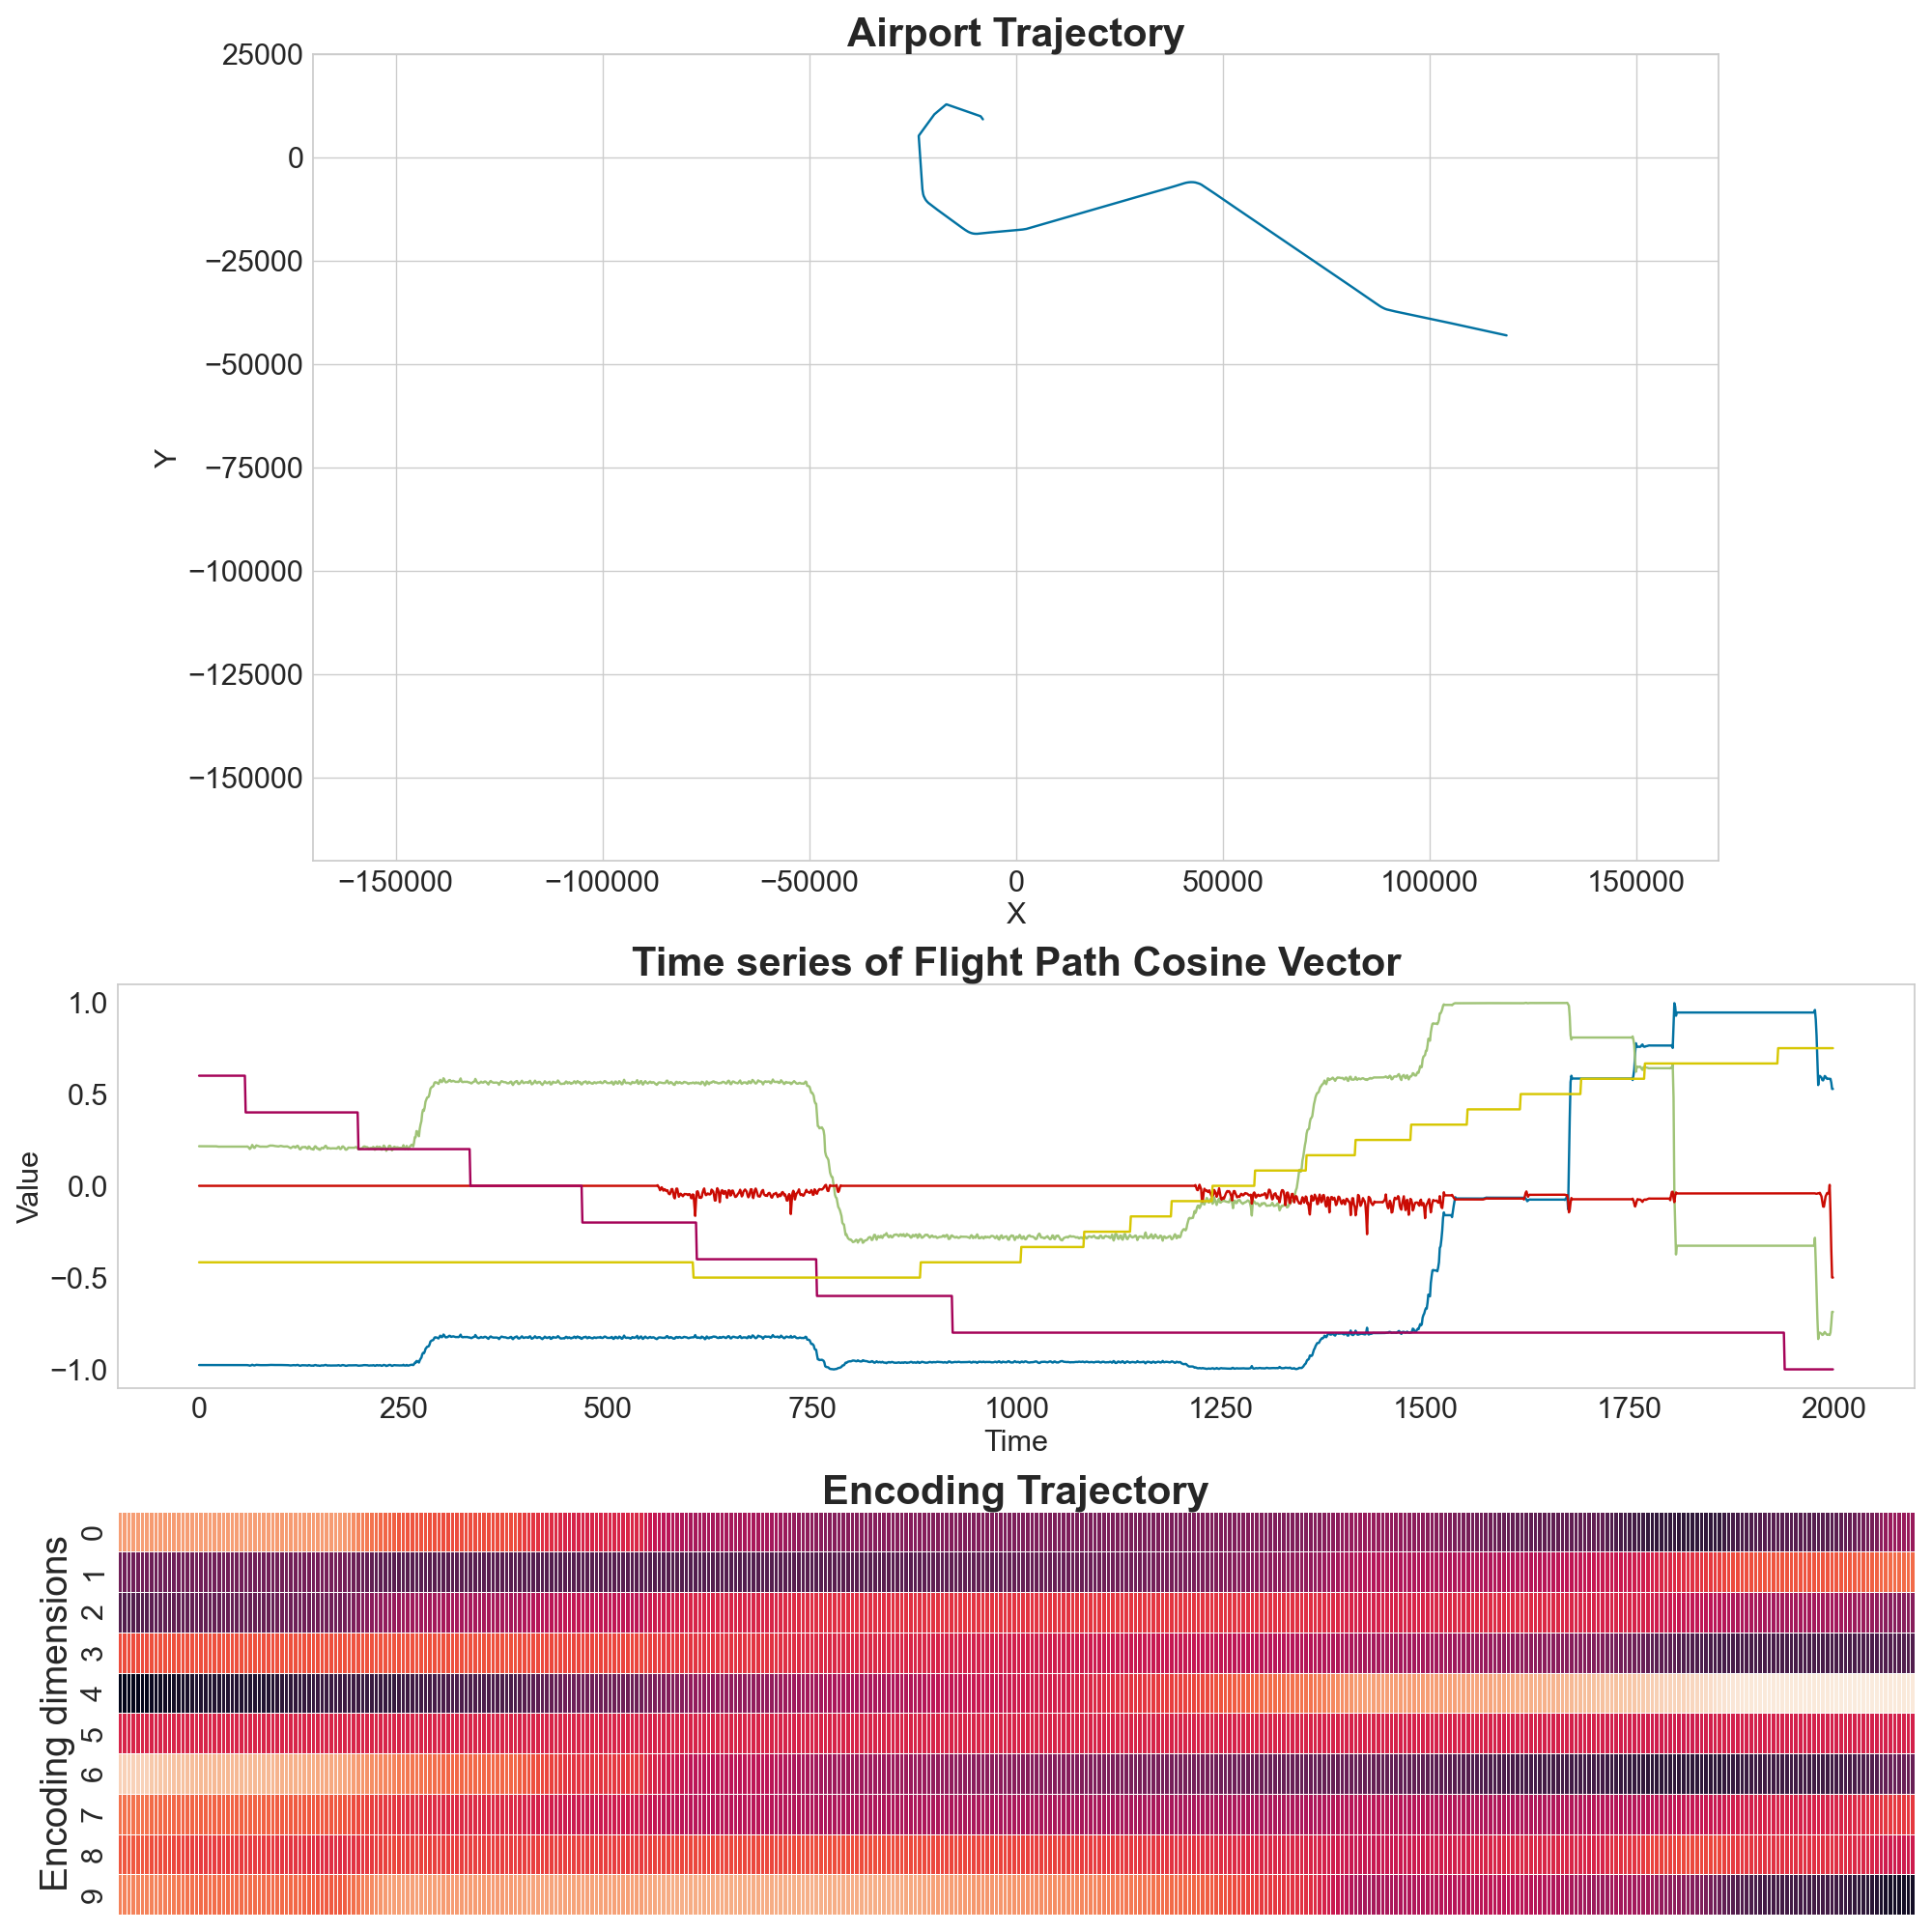 Airport Trajectory
25000
0
−25000
−50000
−75000
−100000
−125000
−150000
Y
−150000 −100000 −50000 0 50000 100000 150000
X
Time series of Flight Path Cosine Vector
1.0
0.5
0.0
−0.5
−1.0
Value
0 250 500 750 1000 1250 1500 1750 2000
Time
Encoding Trajectory
Encoding dimensions
0
1
2
3
4
5
6
7
8
9